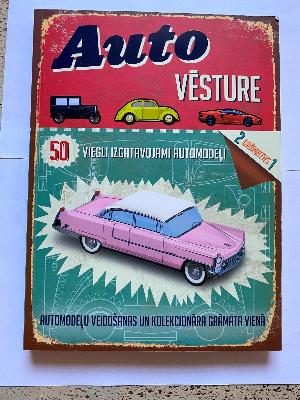 Auto
VĒSTURE
2 GRĀMATAS 1
50 VIEGLI IZGATAVOJAMI AUTOMODEĻI
AUTOMODEĻU VEIDOŠANAS UN KOLEKCIONĀRA GRĀMATA VIENĀ